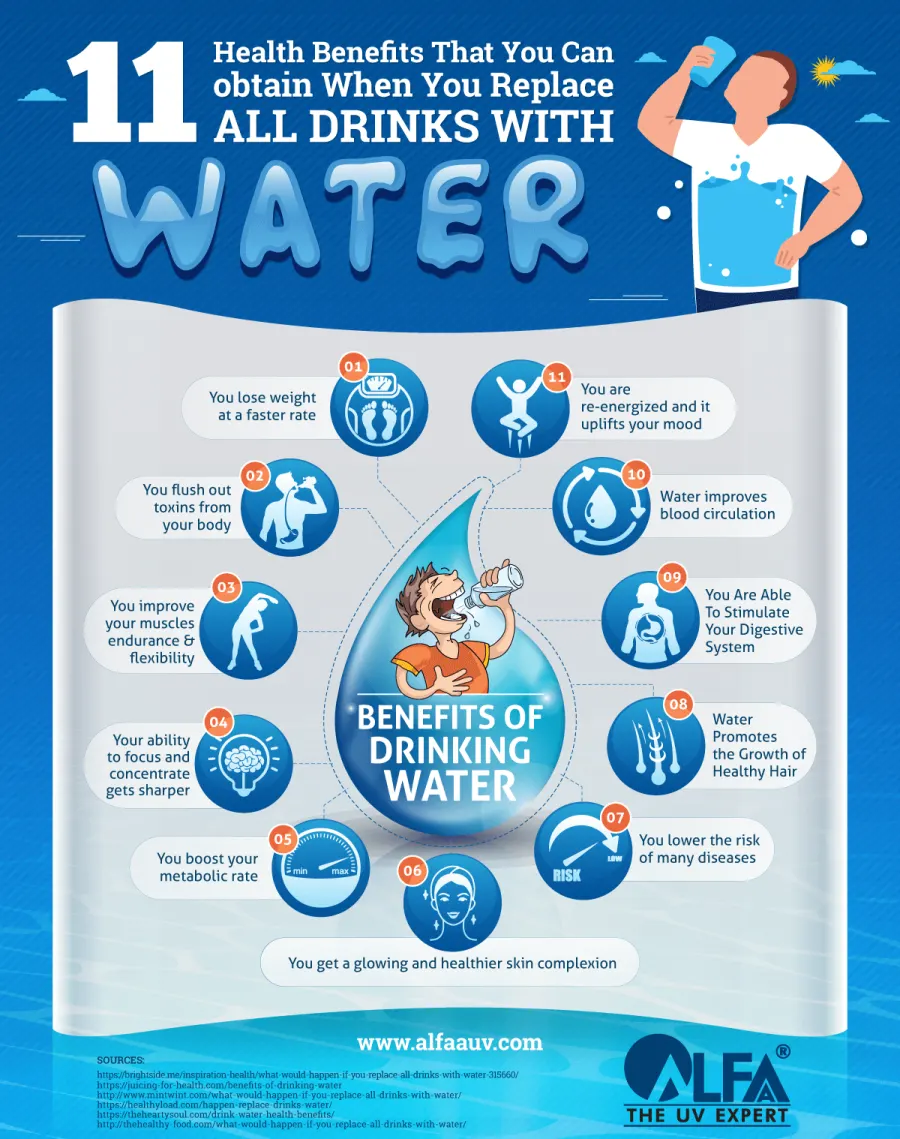 11
Health Benefits That You Can
obtain When You Replace
ALL DRINKS WITH
WATER
01
You lose weight
at a faster rate
02
You flush out
toxins from
your body
03
You improve
your muscles
endurance &
flexibility
04
Your ability
to focus and
concentrate
gets sharper
05
min max
You boost your
metabolic rate
06
You get a glowing and healthier skin complexion
07
RISK
LOW
You lower the risk
of many diseases
08
Water
Promotes
the Growth of
Healthy Hair
09
You Are Able
To Stimulate
Your Digestive
System
10
Water improves
blood circulation
11
You are
re-energized and it
uplifts your mood
BENEFITS OF
DRINKING
WATER
www.alfaauv.com
SOURCES:
https://brightside.me/inspiration-health/what-would-happen-if-you-replace-all-drinks-with-water-315660/
https://juicing-for-health.com/benefits-of-drinking-water
http://www.mintwint.com/what-would-happen-if-you-replace-all-drinks-with-water/
https://healthyload.com/happen-replace-drinks-water/
https://theheartysoul.com/drink-water-health-benefits/
http://thehealthy-food.com/what-would-happen-if-you-replace-all-drinks-with-water/
ALFAA®
THE UV EXPERT